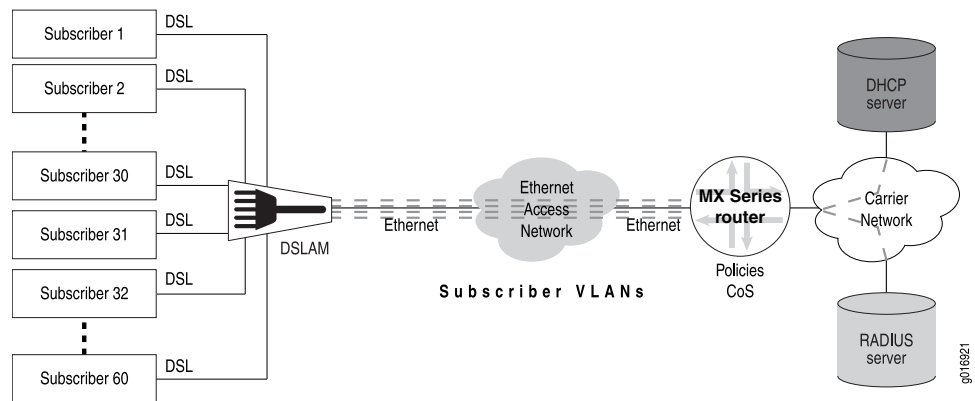 Subscriber 1
DSL
Subscriber 2
DSL
Subscriber 30
DSL
Subscriber 31
DSL
Subscriber 32
DSL
Subscriber 60
DSL
DSLAM
Ethernet
Ethernet
Access
Network
Ethernet
Subscriber VLANs
MX Series
router
Policies
CoS
DHCP
server
Carrier
Network
RADIUS
server
g016921